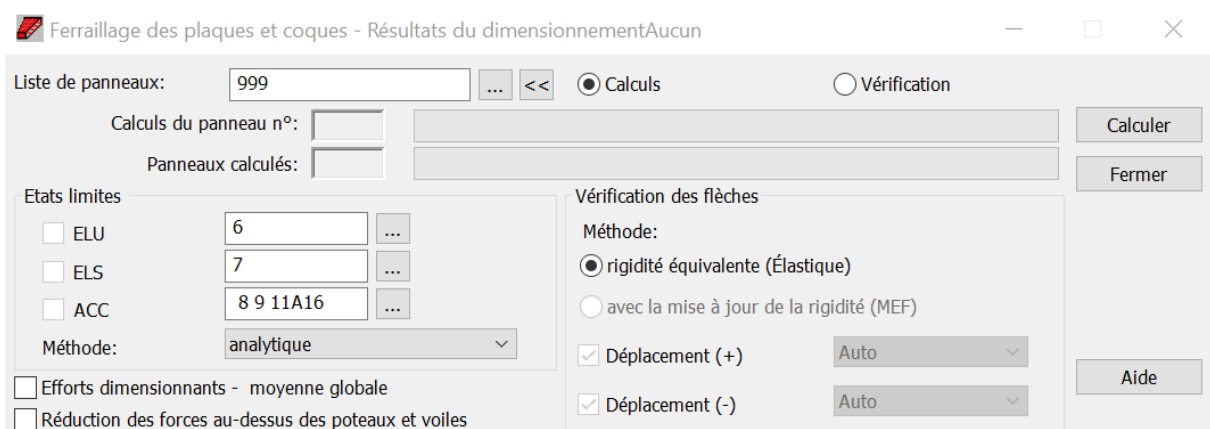 Ferraillage des plaques et coques - Résultats du dimensionnementAucun
Liste de panneaux: 999 ... << Calculs Vérification
Calculs du panneau n°: Calculer
Panneaux calculés: Fermer
Etats limites Vérification des flèches
ELU 6 ... Méthode:
ELS 7 ... rigidité équivalente (Élastique)
ACC 8 9 11A16 ... avec la mise à jour de la rigidité (MEF)
Méthode: analytique Déplacement (+) Auto
Efforts dimensionnants - moyenne globale Aide
Réduction des forces au-dessus des poteaux et voiles Déplacement (-) Auto